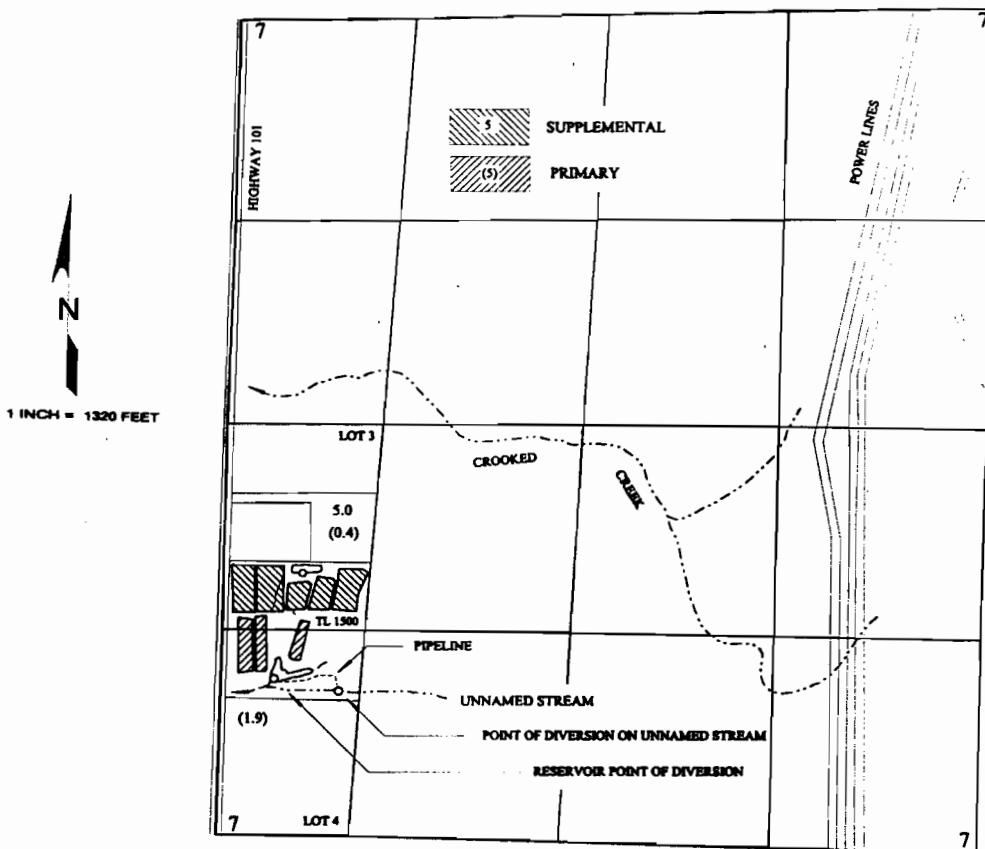 7
7
HIGHWAY 101
5
SUPPLEMENTAL
(5)
PRIMARY
POWER LINES
N
1 INCH = 1320 FEET
LOT 3
CROOKED
CREEK
5.0
(0.4)
TL 1500
PIPELINE
UNNAMED STREAM
(1.9)
POINT OF DIVERSION ON UNNAMED STREAM
RESERVOIR POINT OF DIVERSION
7
LOT 4
7